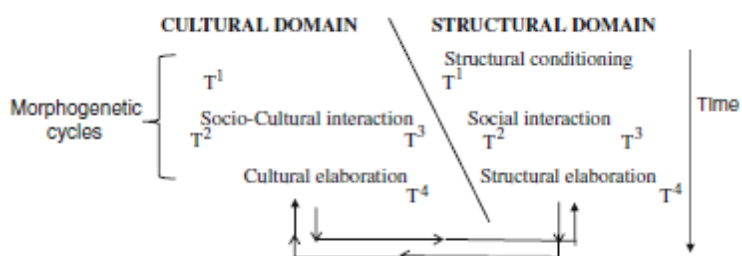 CULTURAL DOMAIN STRUCTURAL DOMAIN
Structural conditioning
T¹ T¹
Morphogenetic cycles
Time
Socio-Cultural interaction Social interaction
T² T³ T² T³
Cultural elaboration Structural elaboration
T⁴ T⁴